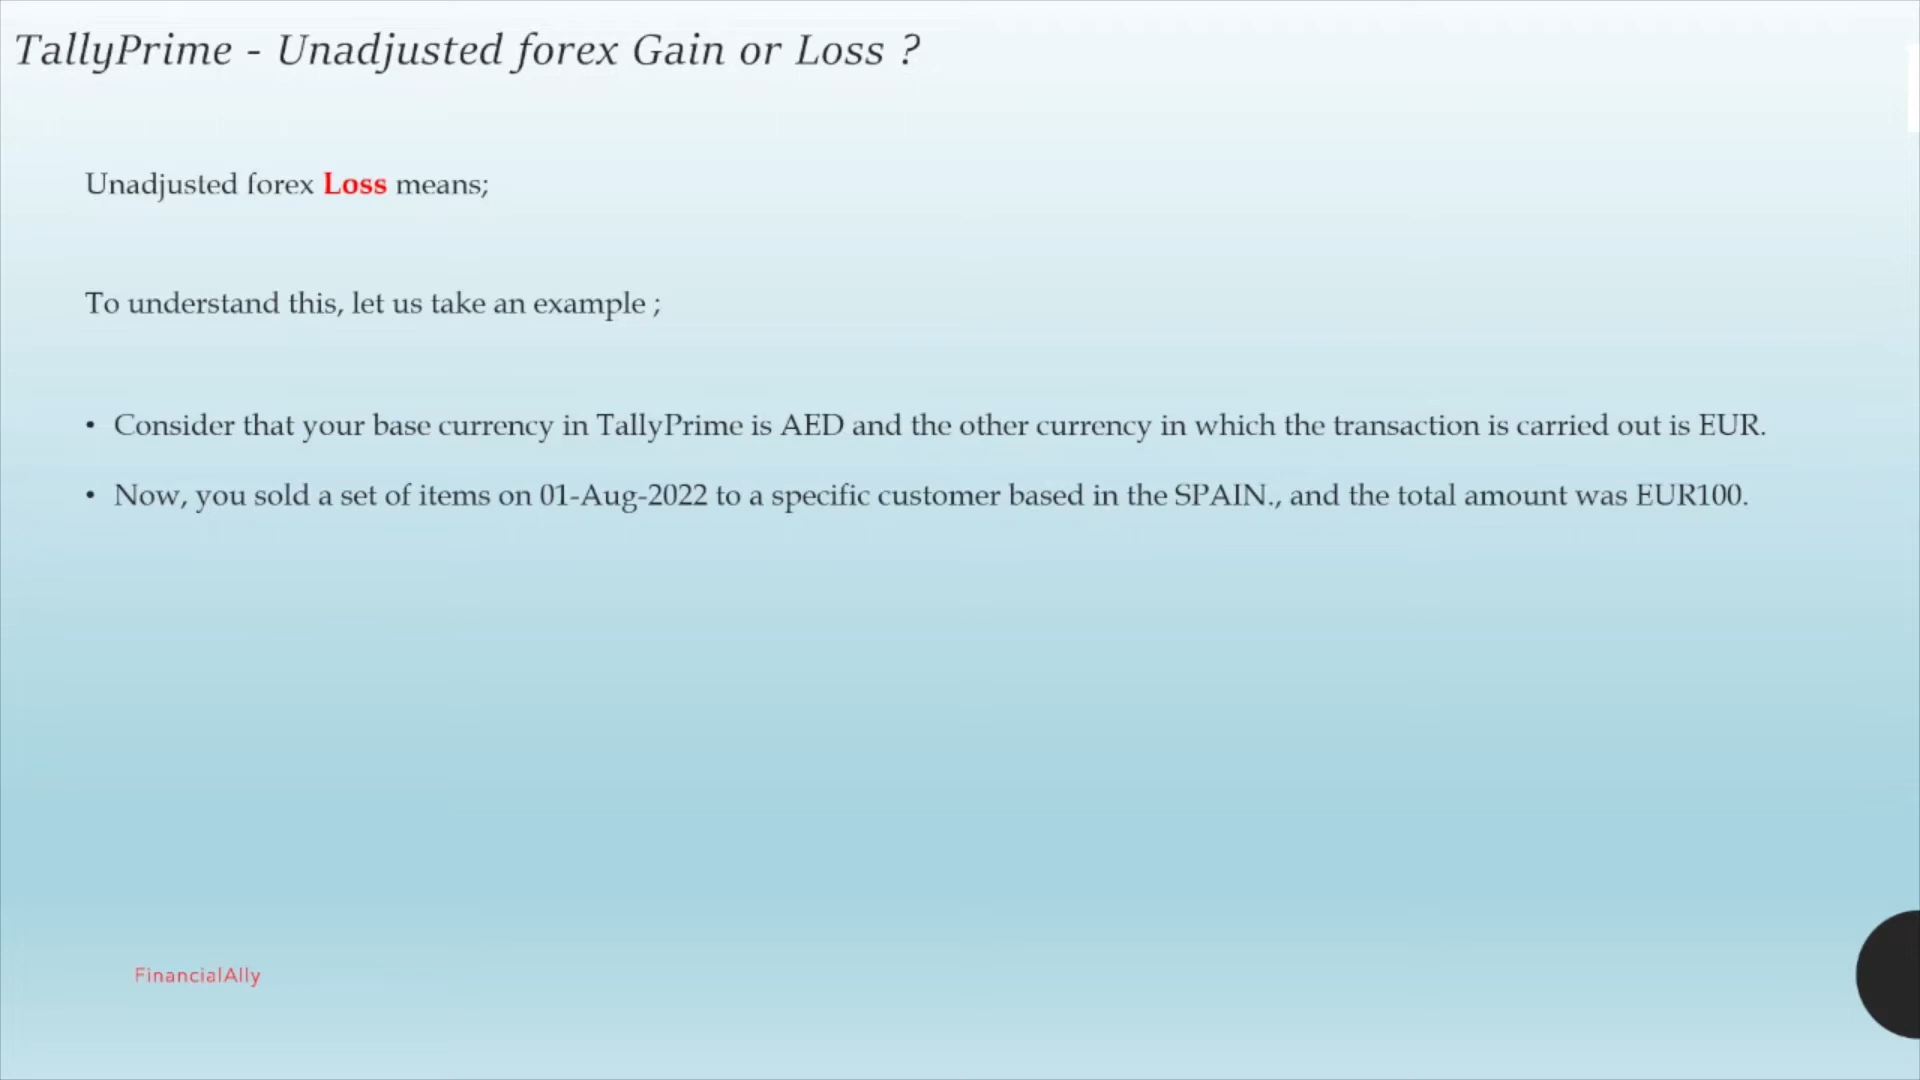 TallyPrime - Unadjusted forex Gain or Loss ?
Unadjusted forex Loss means;
To understand this, let us take an example ;
• Consider that your base currency in TallyPrime is AED and the other currency in which the transaction is carried out is EUR.
• Now, you sold a set of items on 01-Aug-2022 to a specific customer based in the SPAIN., and the total amount was EUR100.
FinancialAlly